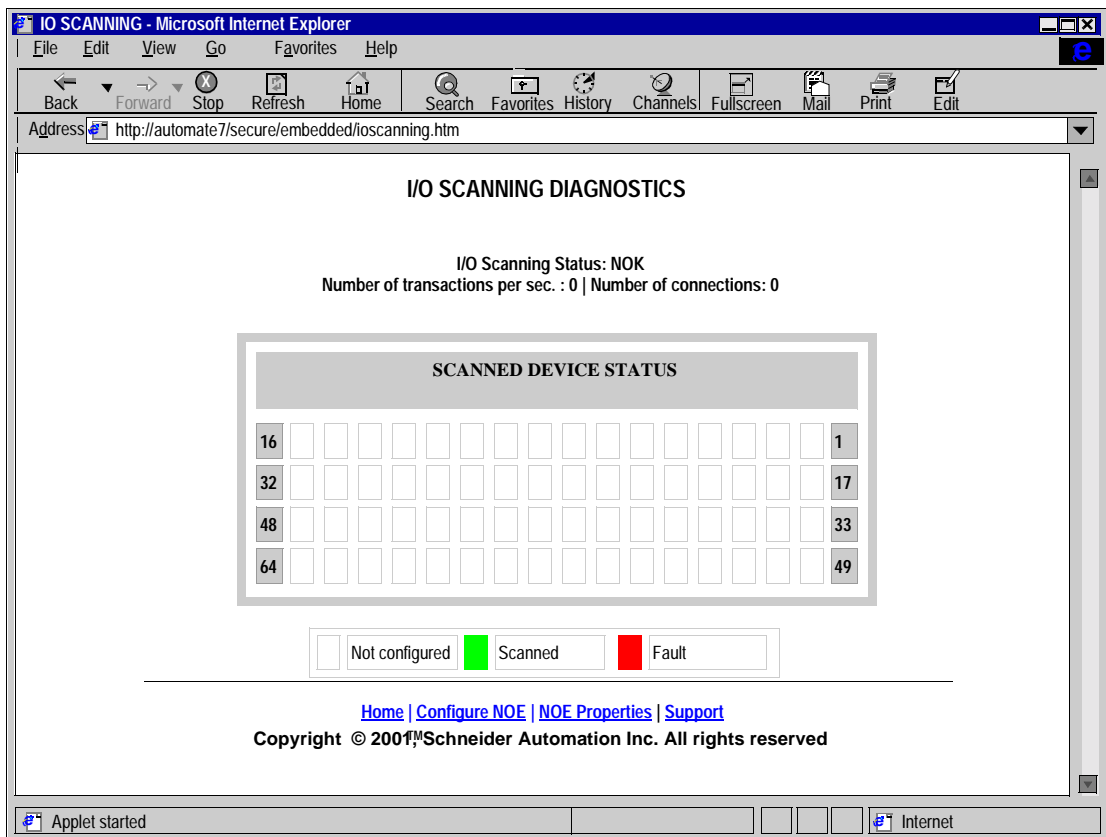 IO SCANNING - Microsoft Internet Explorer
File Edit View Go Favorites Help
Back Forward Stop Refresh Home Search Favorites History Channels Fullscreen Mail Print Edit
Address http://automate7/secure/embedded/ioscanning.htm
I/O SCANNING DIAGNOSTICS
I/O Scanning Status: NOK
Number of transactions per sec. : 0 | Number of connections: 0
SCANNED DEVICE STATUS
16 1
32 17
48 33
64 49
Not configured Scanned Fault
Home | Configure NOE | NOE Properties | Support
Copyright © 2001,TM Schneider Automation Inc. All rights reserved
Applet started Internet